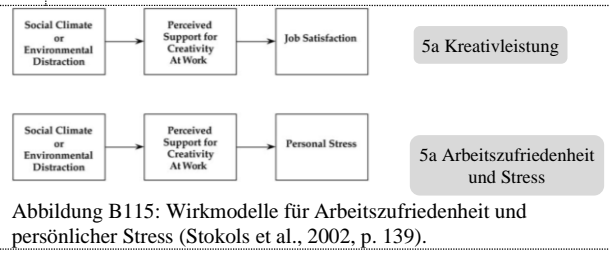 Social Climate
or
Environmental
Distraction
Perceived
Support for
Creativity
At Work
Job Satisfaction
5a Kreativleistung
Social Climate
or
Environmental
Distraction
Perceived
Support for
Creativity
At Work
Personal Stress
5a Arbeitszufriedenheit
und Stress
Abbildung B115: Wirkmodelle für Arbeitszufriedenheit und
persönlicher Stress (Stokols et al., 2002, p. 139).